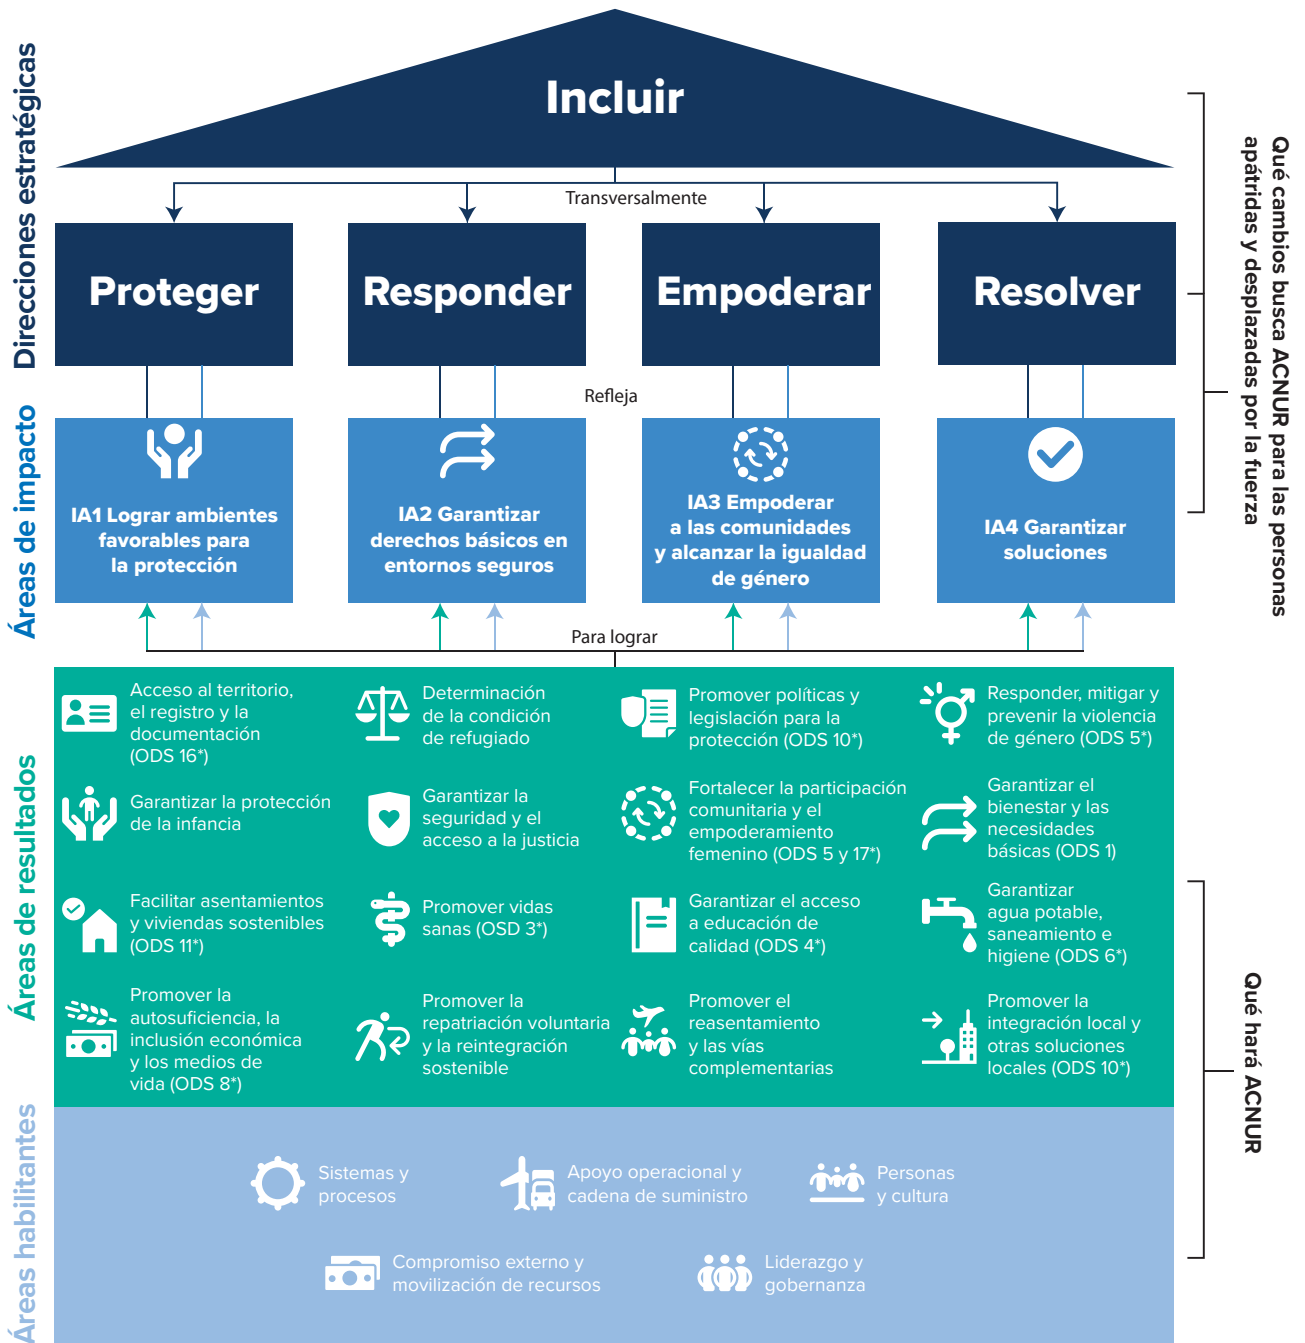 Direcciones estratégicas
Incluir
Transversalmente
Proteger
Responder
Empoderar
Resolver
Refleja
Áreas de impacto
IA1 Lograr ambientes
favorables para
la protección
IA2 Garantizar
derechos básicos en
entornos seguros
IA3 Empoderar
a las comunidades
y alcanzar la igualdad
de género
IA4 Garantizar
soluciones
Qué cambios busca ACNUR para las personas
apátridas y desplazadas por la fuerza
Para lograr
Áreas de resultados
Acceso al territorio,
el registro y la
documentación
(ODS 16*)
Determinación
de la condición
de refugiado
Promover políticas y
legislación para la
protección (ODS 10*)
Responder, mitigar y
prevenir la violencia
de género (ODS 5*)
Garantizar la protección
de la infancia
Garantizar la
seguridad y el
acceso a la justicia
Fortalecer la participación
comunitaria y el
empoderamiento
femenino (ODS 5 y 17*)
Garantizar el
bienestar y las
necesidades
básicas (ODS 1)
Facilitar asentamientos
y viviendas sostenibles
(ODS 11*)
Promover vidas
sanas (OSD 3*)
Garantizar el acceso
a educación de
calidad (ODS 4*)
Garantizar
agua potable,
saneamiento e
higiene (ODS 6*)
Promover la
autosuficiencia, la
inclusión económica
y los medios de
vida (ODS 8*)
Promover la
repatriación voluntaria
y la reintegración
sostenible
Promover el
reasentamiento
y las vías
complementarias
Promover la
integración local y
otras soluciones
locales (ODS 10*)
Qué hará ACNUR
Áreas habilitantes
Sistemas y
procesos
Apoyo operacional y
cadena de suministro
Personas
y cultura
Compromiso externo y
movilización de recursos
Liderazgo y
gobernanza